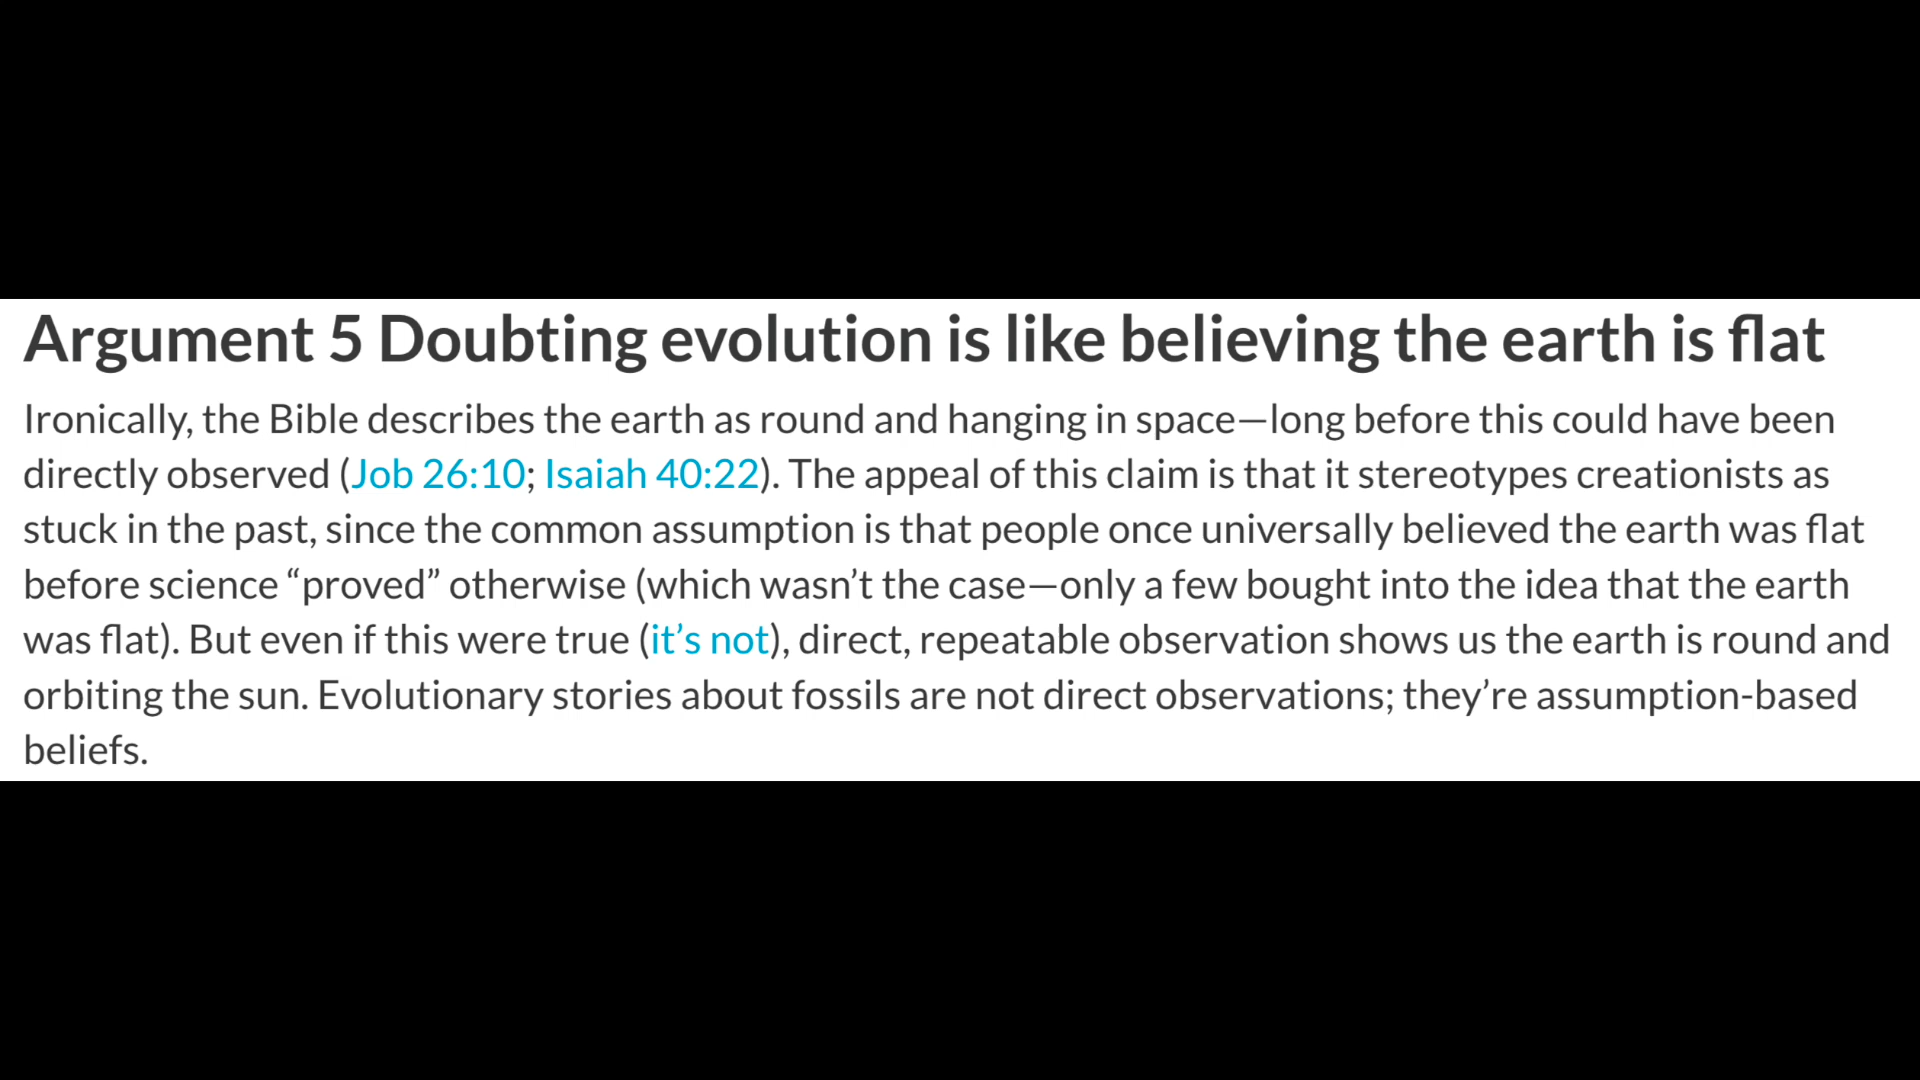 Argument 5 Doubting evolution is like believing the earth is flat
Ironically, the Bible describes the earth as round and hanging in space—long before this could have been
directly observed (Job 26:10; Isaiah 40:22). The appeal of this claim is that it stereotypes creationists as
stuck in the past, since the common assumption is that people once universally believed the earth was flat
before science “proved” otherwise (which wasn’t the case—only a few bought into the idea that the earth
was flat). But even if this were true (it’s not), direct, repeatable observation shows us the earth is round and
orbiting the sun. Evolutionary stories about fossils are not direct observations; they’re assumption-based
beliefs.